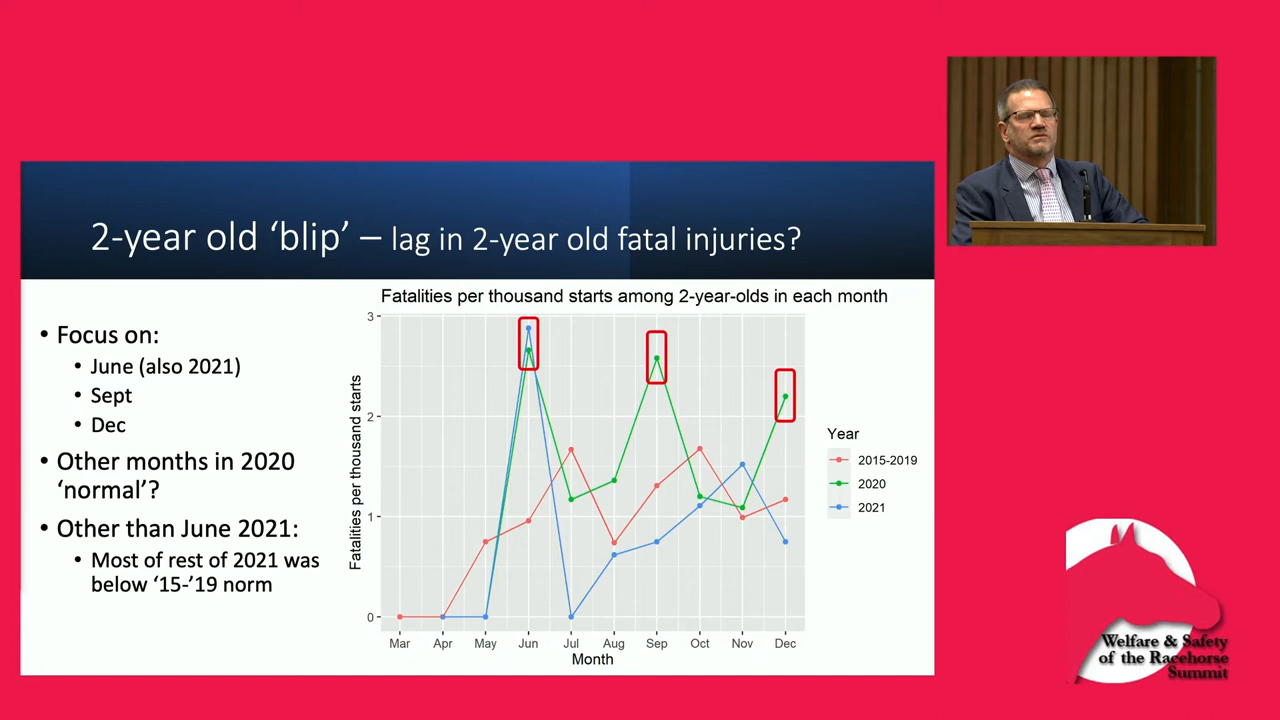 2-year old ‘blip’ – lag in 2-year old fatal injuries?
• Focus on:
• June (also 2021)
• Sept
• Dec
• Other months in 2020
‘normal’?
• Other than June 2021:
• Most of rest of 2021 was
below ‘15-’19 norm
Fatalities per thousand starts among 2-year-olds in each month
Fatalities per thousand starts
3
2
1
0
Mar
Apr
May
Jun
Jul
Aug
Sep
Oct
Nov
Dec
Month
Year
2015-2019
2020
2021
Welfare & Safety
of the Racehorse
Summit